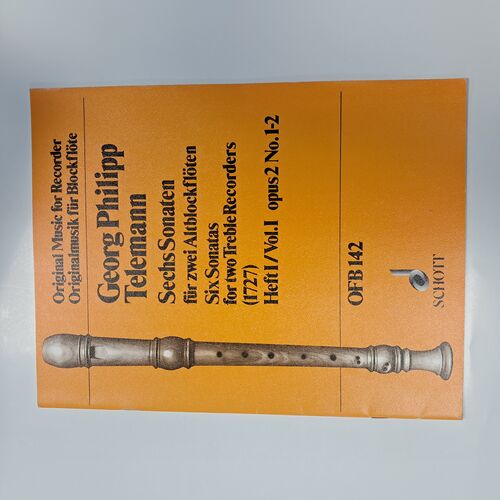 Original Music for Recorder
Originalmusik für Blockflöte
Georg Philipp
Telemann
Sechs Sonaten
für zwei Altblockflöten
Six Sonatas
for two Treble Recorders
(1727)
Heft I / Vol. I opus 2 No. 1-2
OFB 142
SCHOTT